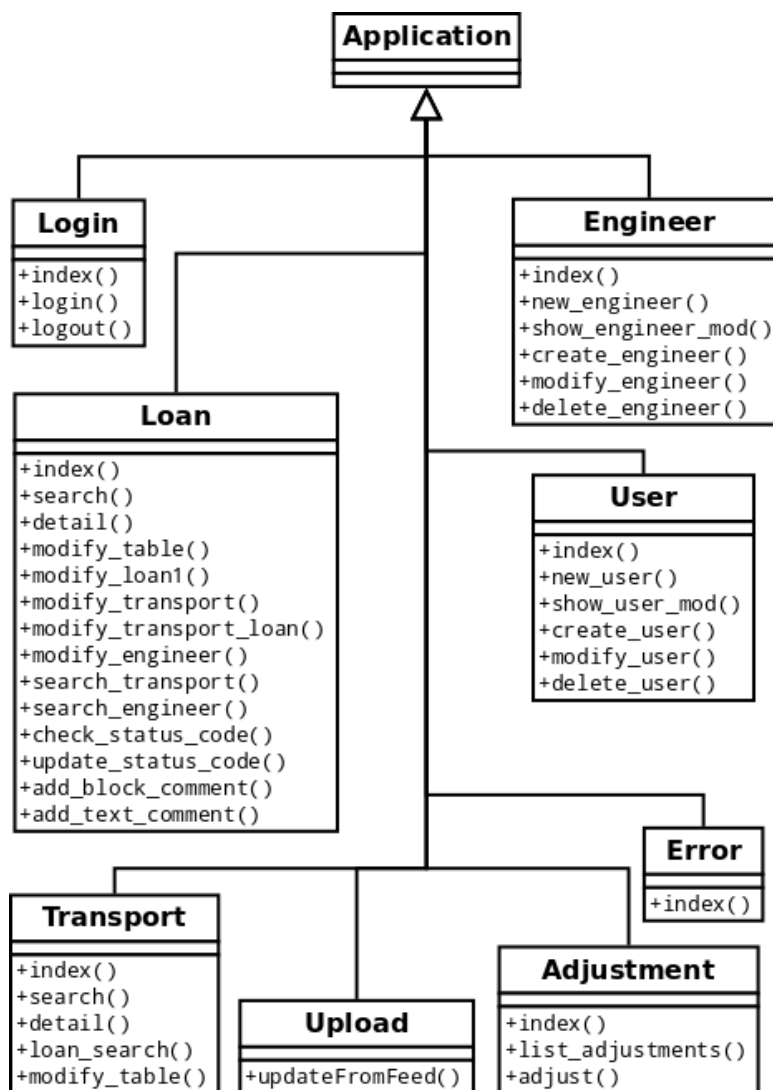 Application
Login
+index()
+login()
+logout()
Engineer
+index()
+new_engineer()
+show_engineer_mod()
+create_engineer()
+modify_engineer()
+delete_engineer()
Loan
+index()
+search()
+detail()
+modify_table()
+modify_loan1()
+modify_transport()
+modify_transport_loan()
+modify_engineer()
+search_transport()
+search_engineer()
+check_status_code()
+update_status_code()
+add_block_comment()
+add_text_comment()
User
+index()
+new_user()
+show_user_mod()
+create_user()
+modify_user()
+delete_user()
Error
+index()
Transport
+index()
+search()
+detail()
+loan_search()
+modify_table()
Upload
+updateFromFeed()
Adjustment
+index()
+list_adjustments()
+adjust()